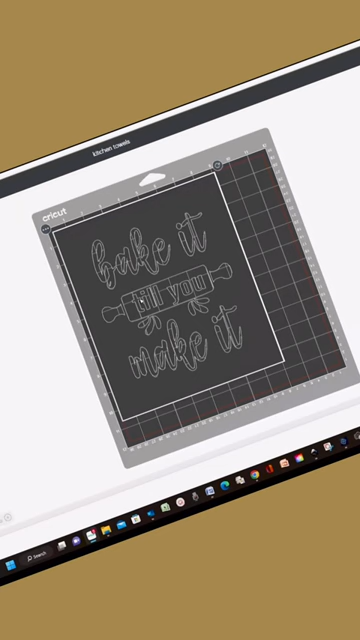 kitchen towels
cricut
bake it
till you
make it
Search